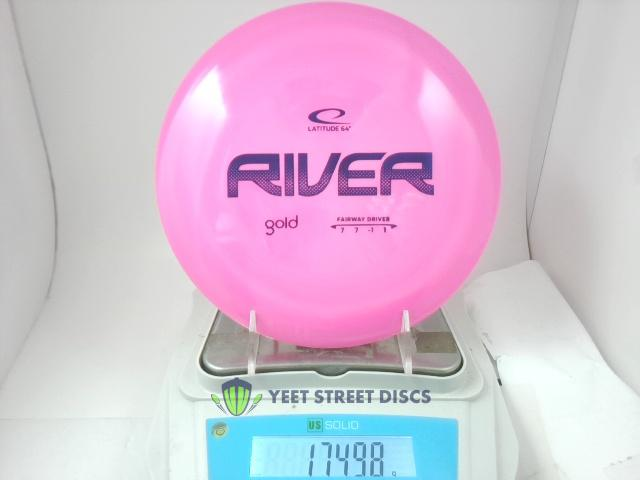 LATITUDE 64°
RIVER
gold
FAIRWAY DRIVER
7 7 -1 1
YEET STREET DISCS
US SOLID
174.98 g